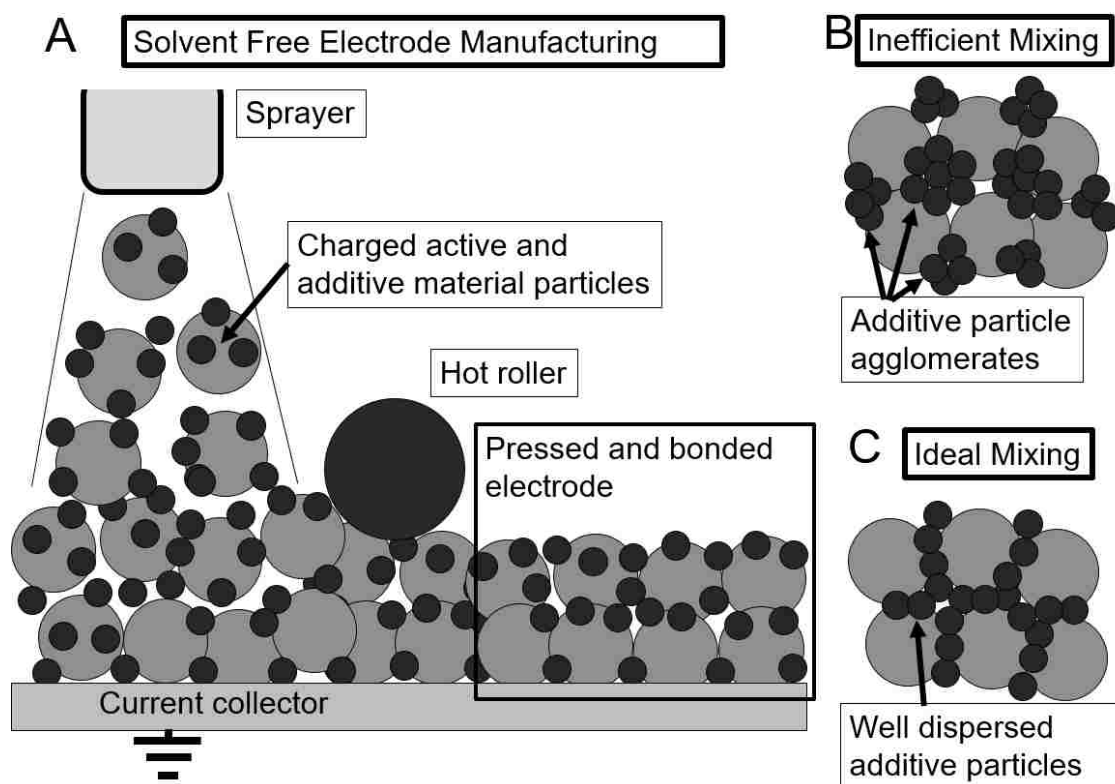 A
Solvent Free Electrode Manufacturing
Sprayer
Charged active and
additive material particles
Hot roller
Pressed and bonded
electrode
Current collector
B
Inefficient Mixing
Additive particle
agglomerates
C
Ideal Mixing
Well dispersed
additive particles